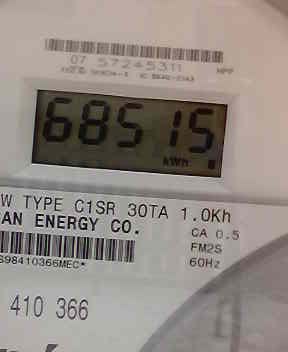 07 57245311
68515
kWh
W TYPE C1SR 30TA 1.0Kh
AN ENERGY CO.
CA 0.5
FM2S
S98410366MEC*
60Hz
410 366